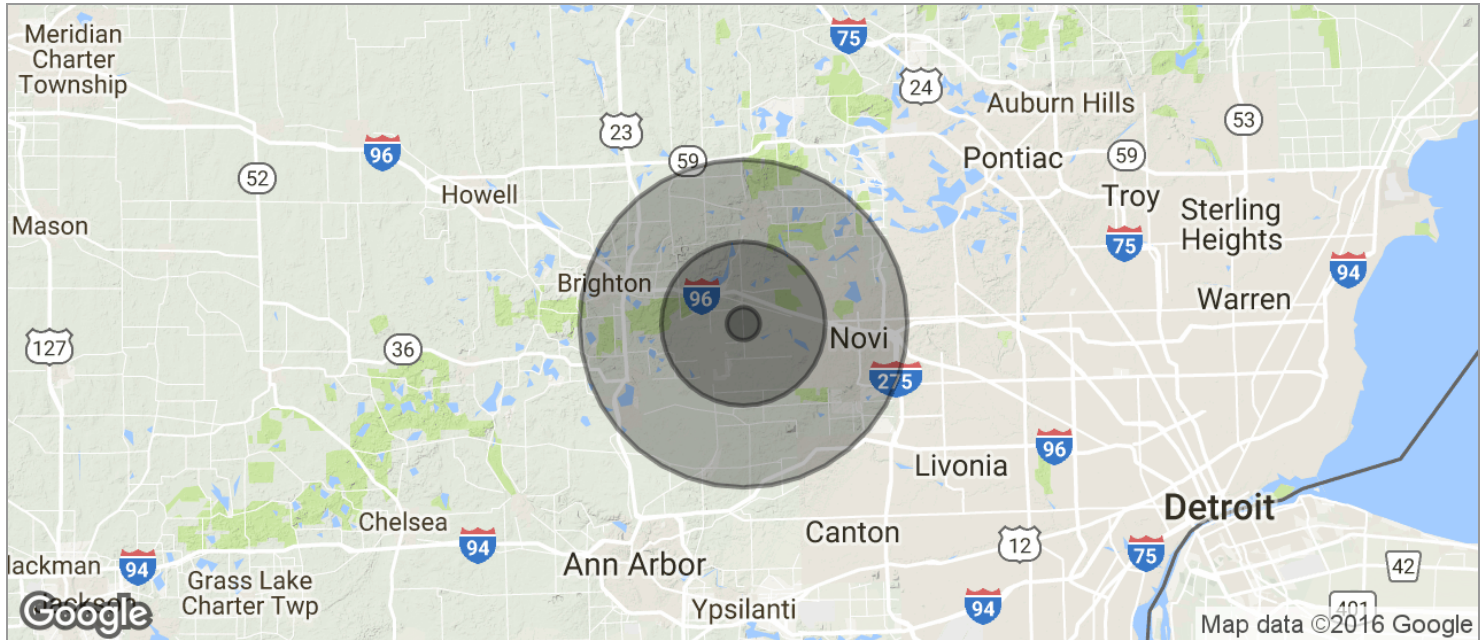 Meridian
Charter
Township
75
24
Auburn Hills
53
23
59
96
Pontiac
59
52
Howell
Troy
Sterling
Heights
Mason
75
94
Brighton
96
Warren
127
36
Novi
275
Livonia
96
Detroit
Chelsea
94
Canton
12
75
Ann Arbor
42
94
Grass Lake
Charter Twp
Ypsilanti
94
401
Jackson
Google
Map data ©2016 Google